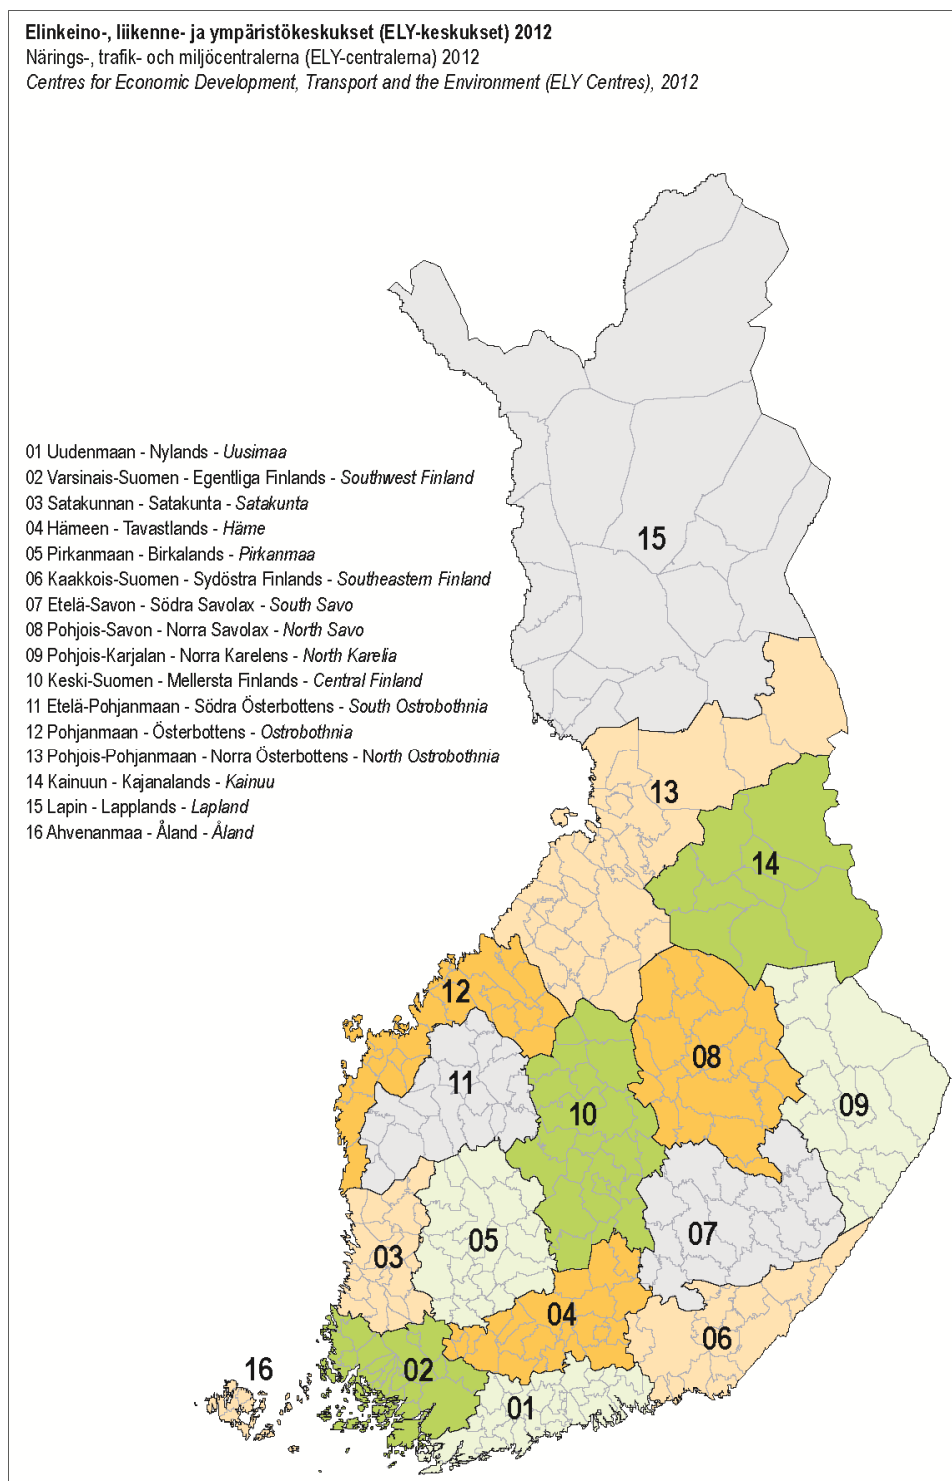 Elinkeino-, liikenne- ja ympäristökeskukset (ELY-keskukset) 2012
Närings-, trafik- och miljöcentralerna (ELY-centralerna) 2012
Centres for Economic Development, Transport and the Environment (ELY Centres), 2012
01 Uudenmaan - Nylands - Uusimaa
02 Varsinais-Suomen - Egentliga Finlands - Southwest Finland
03 Satakunnan - Satakunta - Satakunta
04 Hämeen - Tavastlands - Häme
05 Pirkanmaan - Birkalands - Pirkanmaa
06 Kaakkois-Suomen - Sydöstra Finlands - Southeastern Finland
07 Etelä-Savon - Södra Savolax - South Savo
08 Pohjois-Savon - Norra Savolax - North Savo
09 Pohjois-Karjalan - Norra Karelens - North Karelia
10 Keski-Suomen - Mellersta Finlands - Central Finland
11 Etelä-Pohjanmaan - Södra Österbottens - South Ostrobothnia
12 Pohjanmaan - Österbottens - Ostrobothnia
13 Pohjois-Pohjanmaan - Norra Österbottens - North Ostrobothnia
14 Kainuun - Kajanalands - Kainuu
15 Lapin - Lapplands - Lapland
16 Ahvenanmaa - Åland - Åland
15
13
14
12
08
11
09
10
07
05
03
04
06
02
16
01